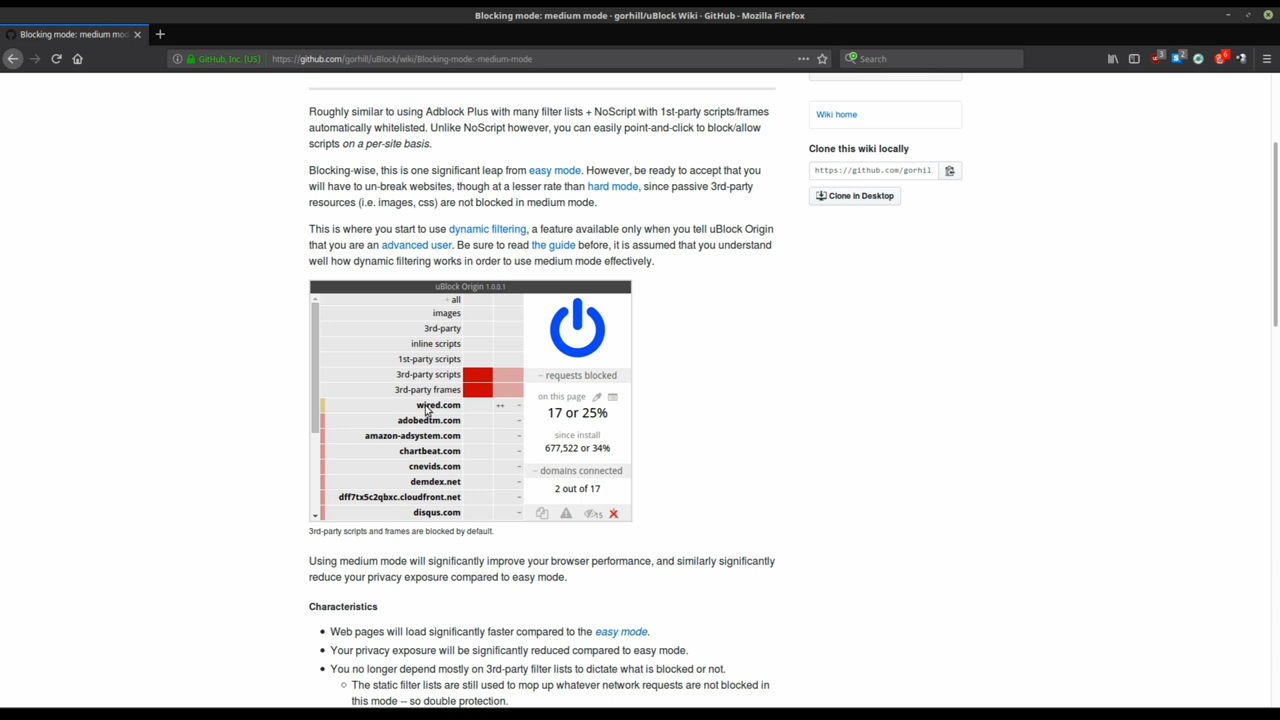 Blocking mode: medium mode · gorhill/uBlock Wiki - GitHub - Mozilla Firefox
Blocking mode: medium mod
GitHub, Inc. (US)
https://github.com/gorhill/uBlock/wiki/Blocking-mode:-medium-mode
Search
3
2
6
Roughly similar to using Adblock Plus with many filter lists + NoScript with 1st-party scripts/frames
automatically whitelisted. Unlike NoScript however, you can easily point-and-click to block/allow
scripts on a per-site basis.
Blocking-wise, this is one significant leap from easy mode. However, be ready to accept that you
will have to un-break websites, though at a lesser rate than hard mode, since passive 3rd-party
resources (i.e. images, css) are not blocked in medium mode.
This is where you start to use dynamic filtering, a feature available only when you tell uBlock Origin
that you are an advanced user. Be sure to read the guide before, it is assumed that you understand
well how dynamic filtering works in order to use medium mode effectively.
Wiki home
Clone this wiki locally
https://github.com/gorhil
Clone in Desktop
uBlock Origin 1.0.0.1
+ all
images
3rd-party
inline scripts
1st-party scripts
3rd-party scripts
3rd-party frames
wired.com ++ -
adobedtm.com -
amazon-adsystem.com -
chartbeat.com -
cnevids.com -
demdex.net -
dff7tx5c2qbxc.cloudfront.net -
disqus.com -
– requests blocked
on this page
17 or 25%
since install
677,522 or 34%
– domains connected
2 out of 17
15
3rd-party scripts and frames are blocked by default.
Using medium mode will significantly improve your browser performance, and similarly significantly
reduce your privacy exposure compared to easy mode.
Characteristics
• Web pages will load significantly faster compared to the easy mode.
• Your privacy exposure will be significantly reduced compared to easy mode.
• You no longer depend mostly on 3rd-party filter lists to dictate what is blocked or not.
○ The static filter lists are still used to mop up whatever network requests are not blocked in
this mode -- so double protection.